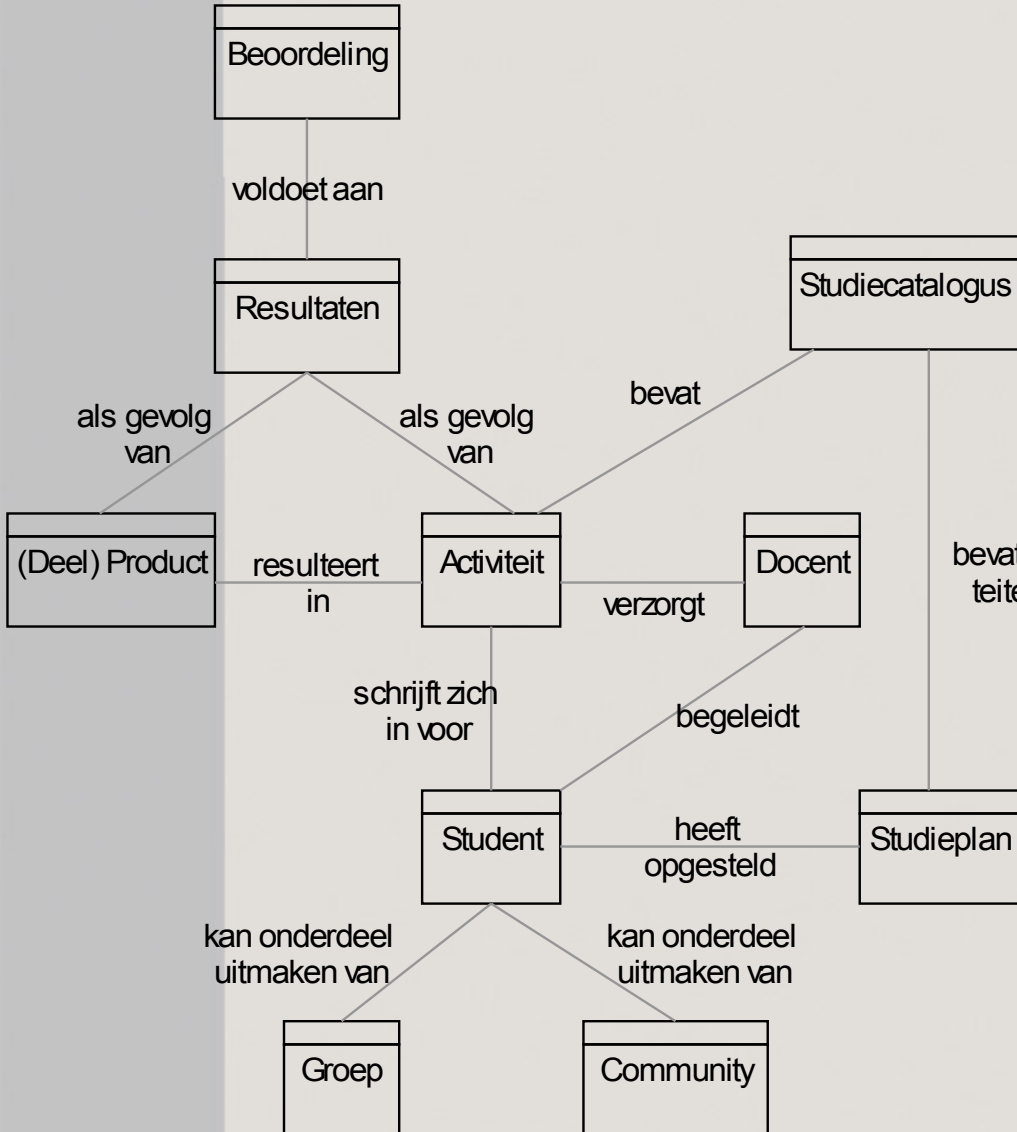 Beoordeling
voldoet aan
Resultaten
Studiecatalogus
als gevolg
van
als gevolg
van
bevat
(Deel) Product
resulteert
in
Activiteit
verzorgt
Docent
schrijft zich
in voor
begeleidt
Student
heeft
opgesteld
Studieplan
kan onderdeel
uitmaken van
kan onderdeel
uitmaken van
Groep
Community